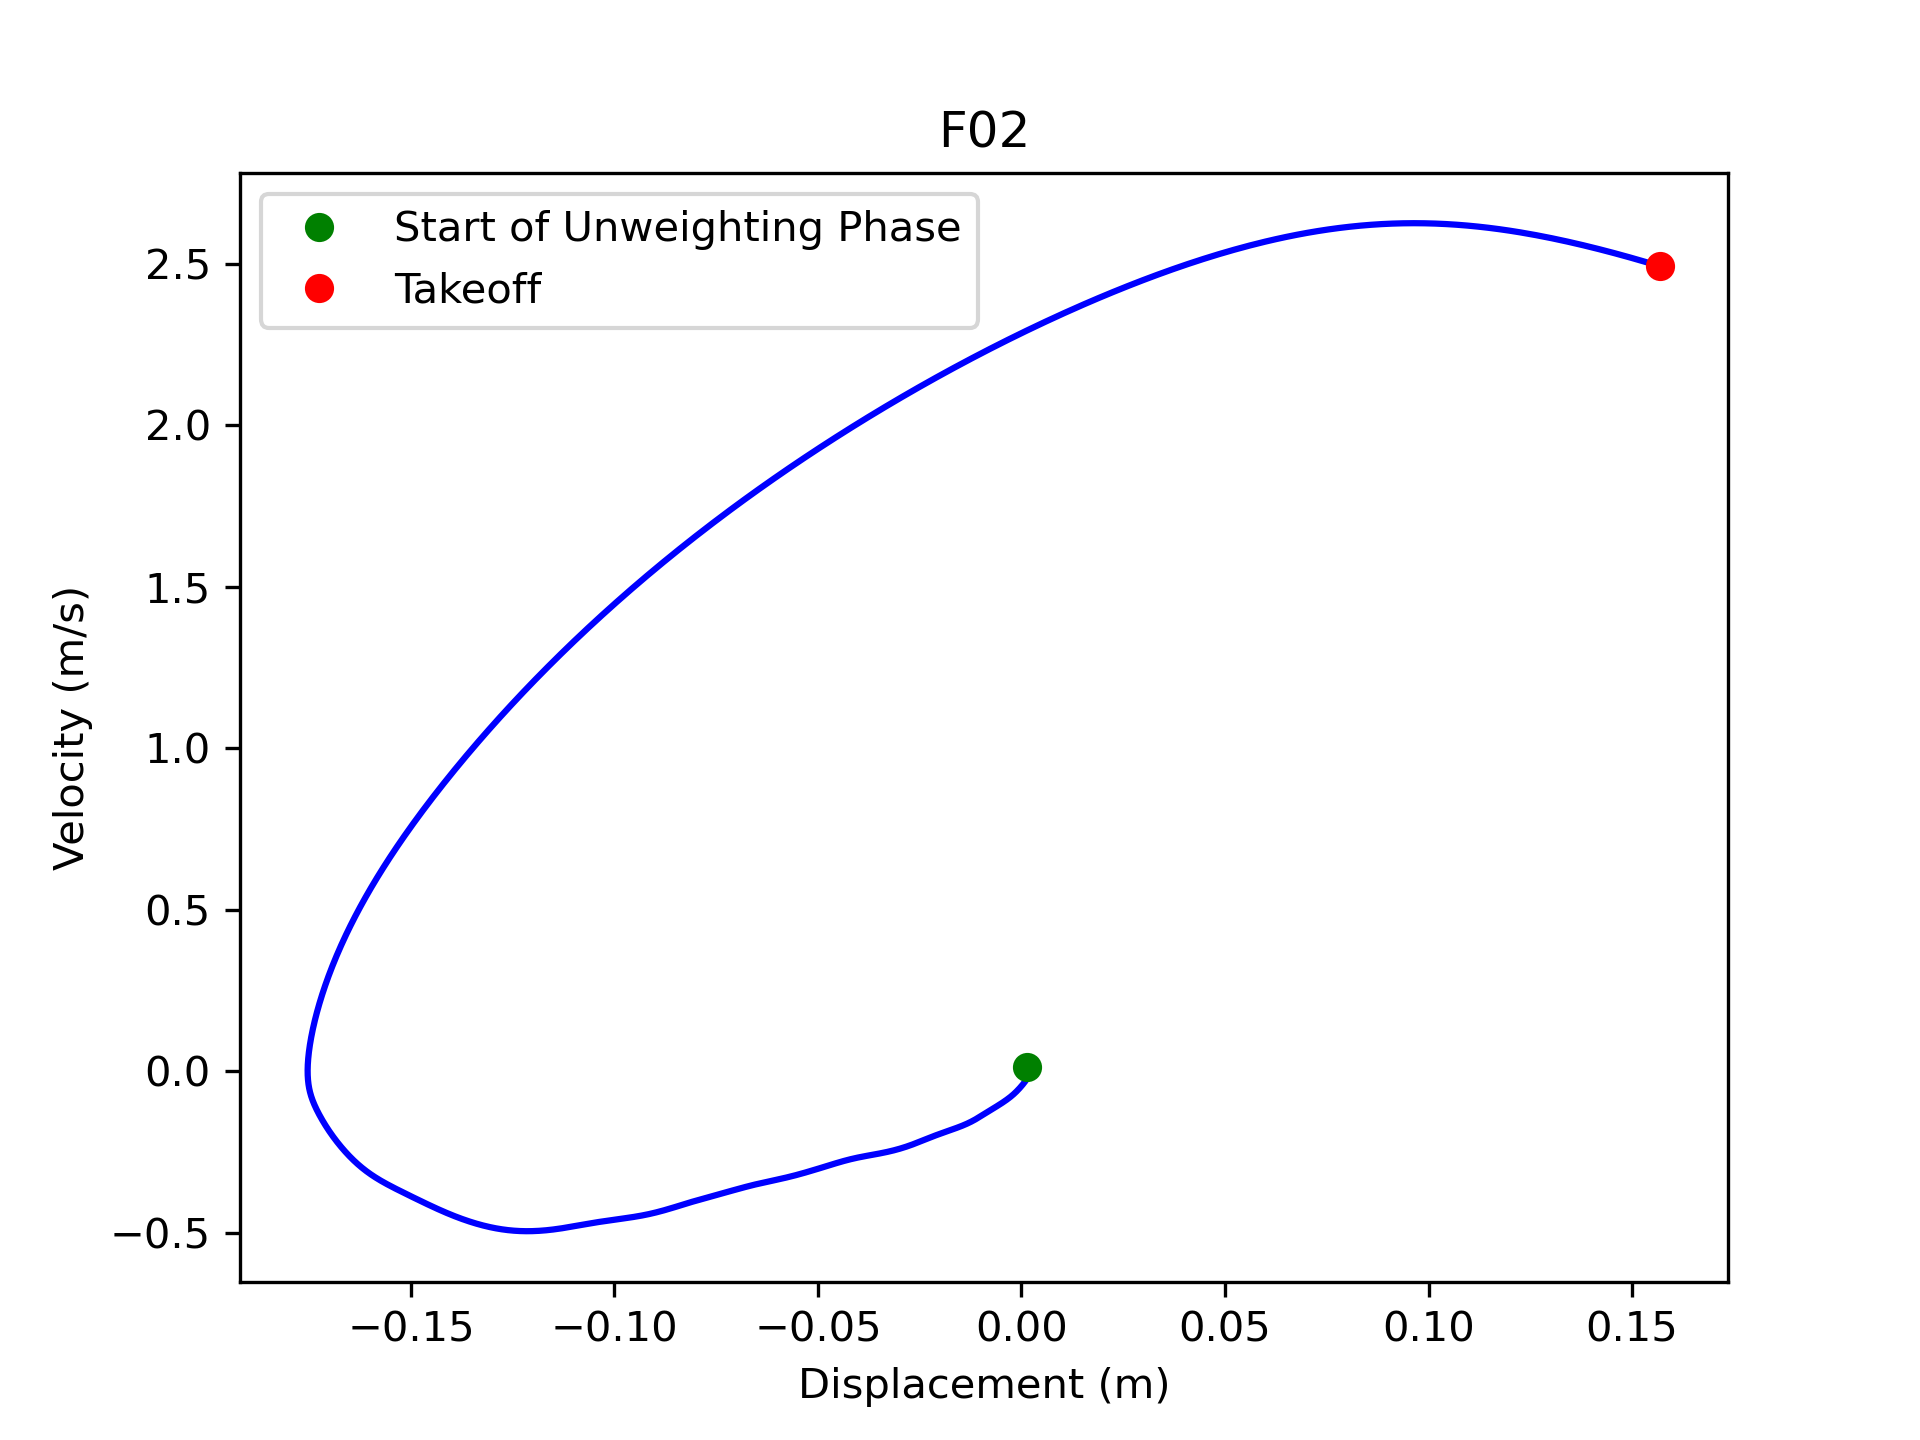 F02
Start of Unweighting Phase
Takeoff
2.5
2.0
1.5
1.0
0.5
0.0
−0.5
Velocity (m/s)
−0.15 −0.10 −0.05 0.00 0.05 0.10 0.15
Displacement (m)